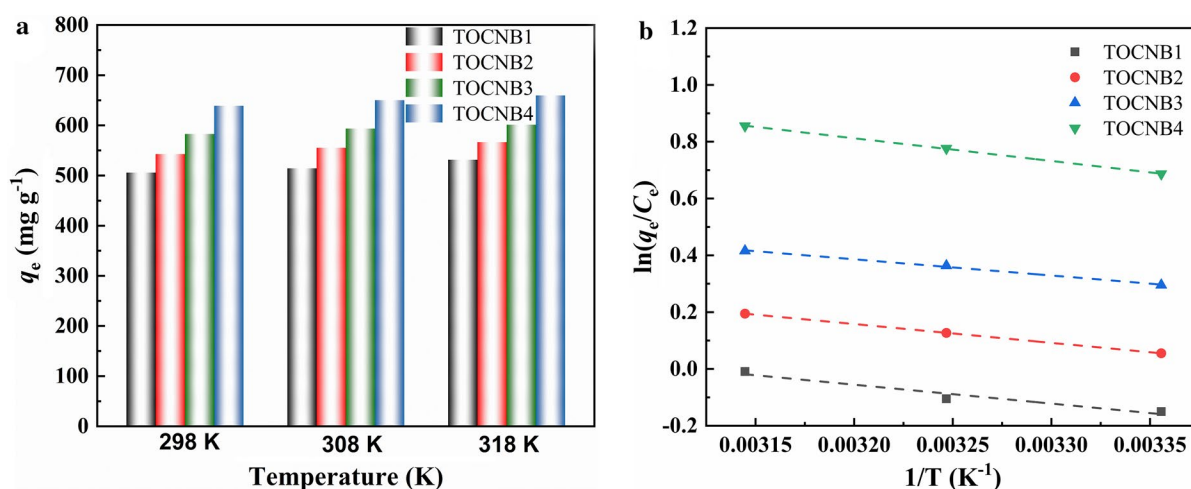 a
800
700
600
500
400
300
200
100
0
qe (mg g-1)
TOCNB1
TOCNB2
TOCNB3
TOCNB4
298 K
308 K
318 K
Temperature (K)
b
1.2
1.0
0.8
0.6
0.4
0.2
0.0
-0.2
ln(qe/Ce)
TOCNB1
TOCNB2
TOCNB3
TOCNB4
0.00315
0.00320
0.00325
0.00330
0.00335
1/T (K-1)